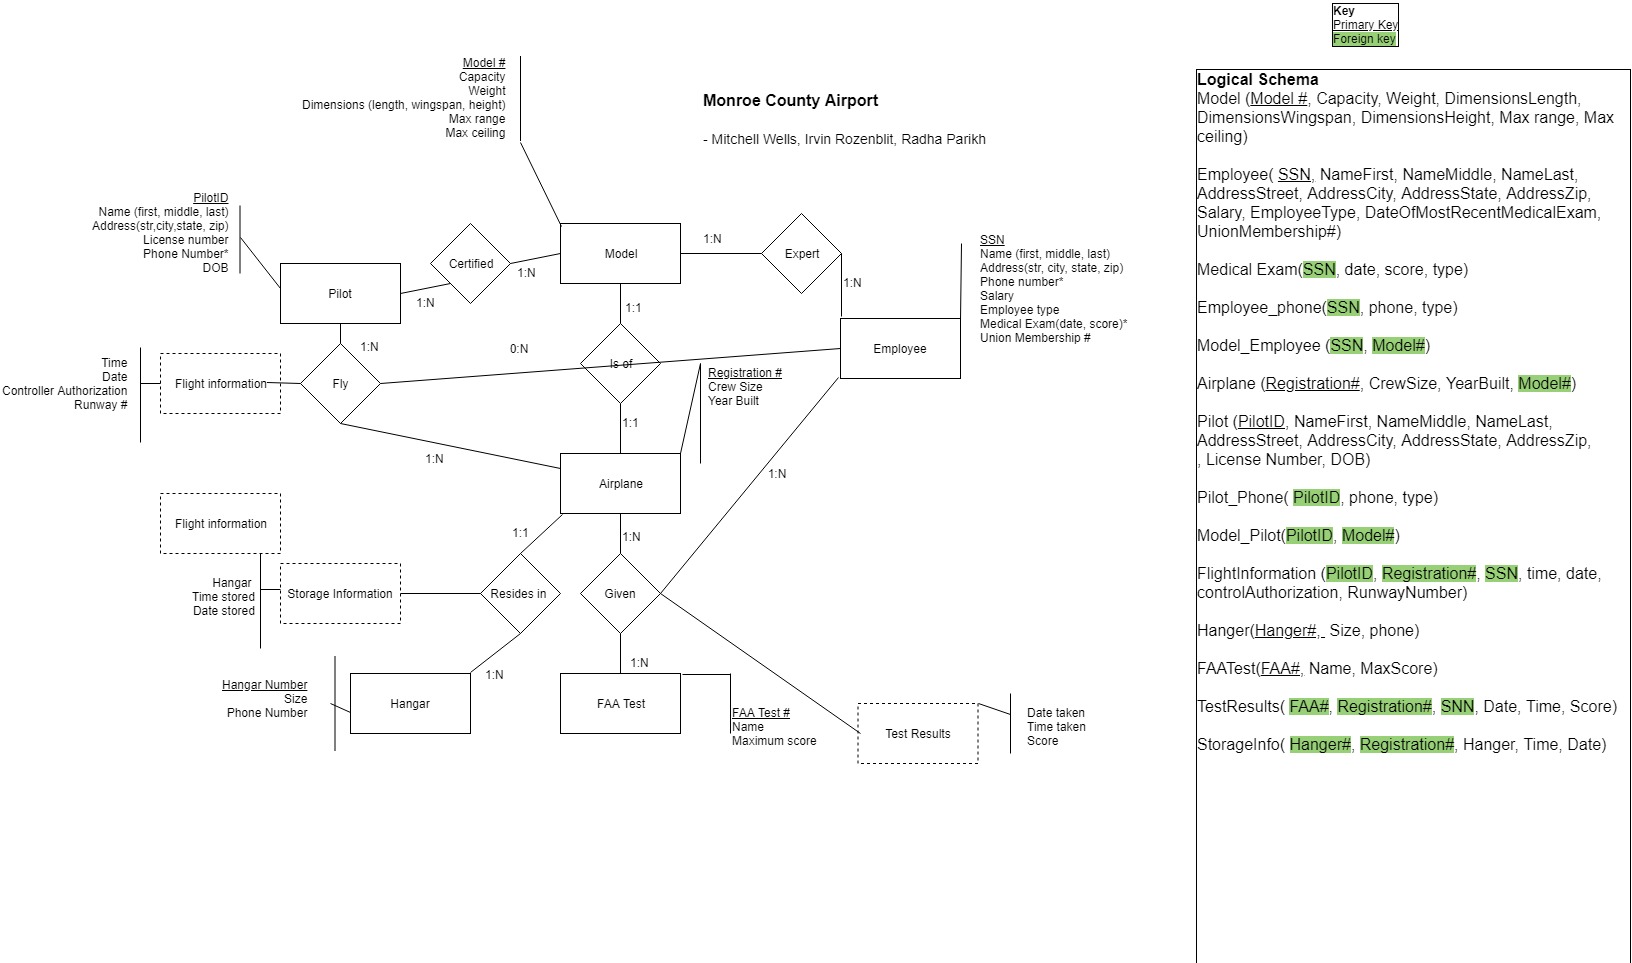 Key
Primary Key
Foreign key
Monroe County Airport
- Mitchell Wells, Irvin Rozenblit, Radha Parikh
Model #
Capacity
Weight
Dimensions (length, wingspan, height)
Max range
Max ceiling
PilotID
Name (first, middle, last)
Address(str,city,state, zip)
License number
Phone Number*
DOB
Pilot
Certified
1:N
1:N
Model
1:N
Expert
1:N
SSN
Name (first, middle, last)
Address(str, city, state, zip)
Phone number*
Salary
Employee type
Medical Exam(date, score)*
Union Membership #
Employee
1:1
Is of
1:1
1:N
0:N
Time
Date
Controller Authorization
Runway #
Flight information
Fly
1:N
Registration #
Crew Size
Year Built
Airplane
1:N
Flight information
1:1
1:N
Hangar
Time stored
Date stored
Storage Information
Resides in
Given
1:N
1:N
Hangar Number
Size
Phone Number
Hangar
FAA Test
FAA Test #
Name
Maximum score
Test Results
Date taken
Time taken
Score
Logical Schema
Model (Model #, Capacity, Weight, DimensionsLength,
DimensionsWingspan, DimensionsHeight, Max range, Max
ceiling)
Employee( SSN, NameFirst, NameMiddle, NameLast,
AddressStreet, AddressCity, AddressState, AddressZip,
Salary, EmployeeType, DateOfMostRecentMedicalExam,
UnionMembership#)
Medical Exam(SSN, date, score, type)
Employee_phone(SSN, phone, type)
Model_Employee (SSN, Model#)
Airplane (Registration#, CrewSize, YearBuilt, Model#)
Pilot (PilotID, NameFirst, NameMiddle, NameLast,
AddressStreet, AddressCity, AddressState, AddressZip,
, License Number, DOB)
Pilot_Phone( PilotID, phone, type)
Model_Pilot(PilotID, Model#)
FlightInformation (PilotID, Registration#, SSN, time, date,
controlAuthorization, RunwayNumber)
Hanger(Hanger#,  Size, phone)
FAATest(FAA#, Name, MaxScore)
TestResults( FAA#, Registration#, SNN, Date, Time, Score)
StorageInfo( Hanger#, Registration#, Hanger, Time, Date)